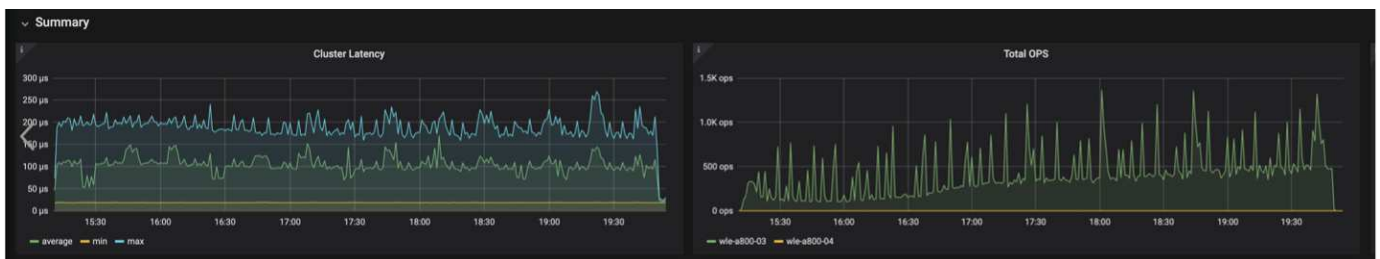 Summary
Cluster Latency
300 µs
250 µs
200 µs
150 µs
100 µs
50 µs
0 µs
15:30 16:00 16:30 17:00 17:30 18:00 18:30 19:00 19:30
average min max
Total OPS
1.5K ops
1.0K ops
500 ops
0 ops
15:30 16:00 16:30 17:00 17:30 18:00 18:30 19:00 19:30
wle-a800-03 wle-a800-04